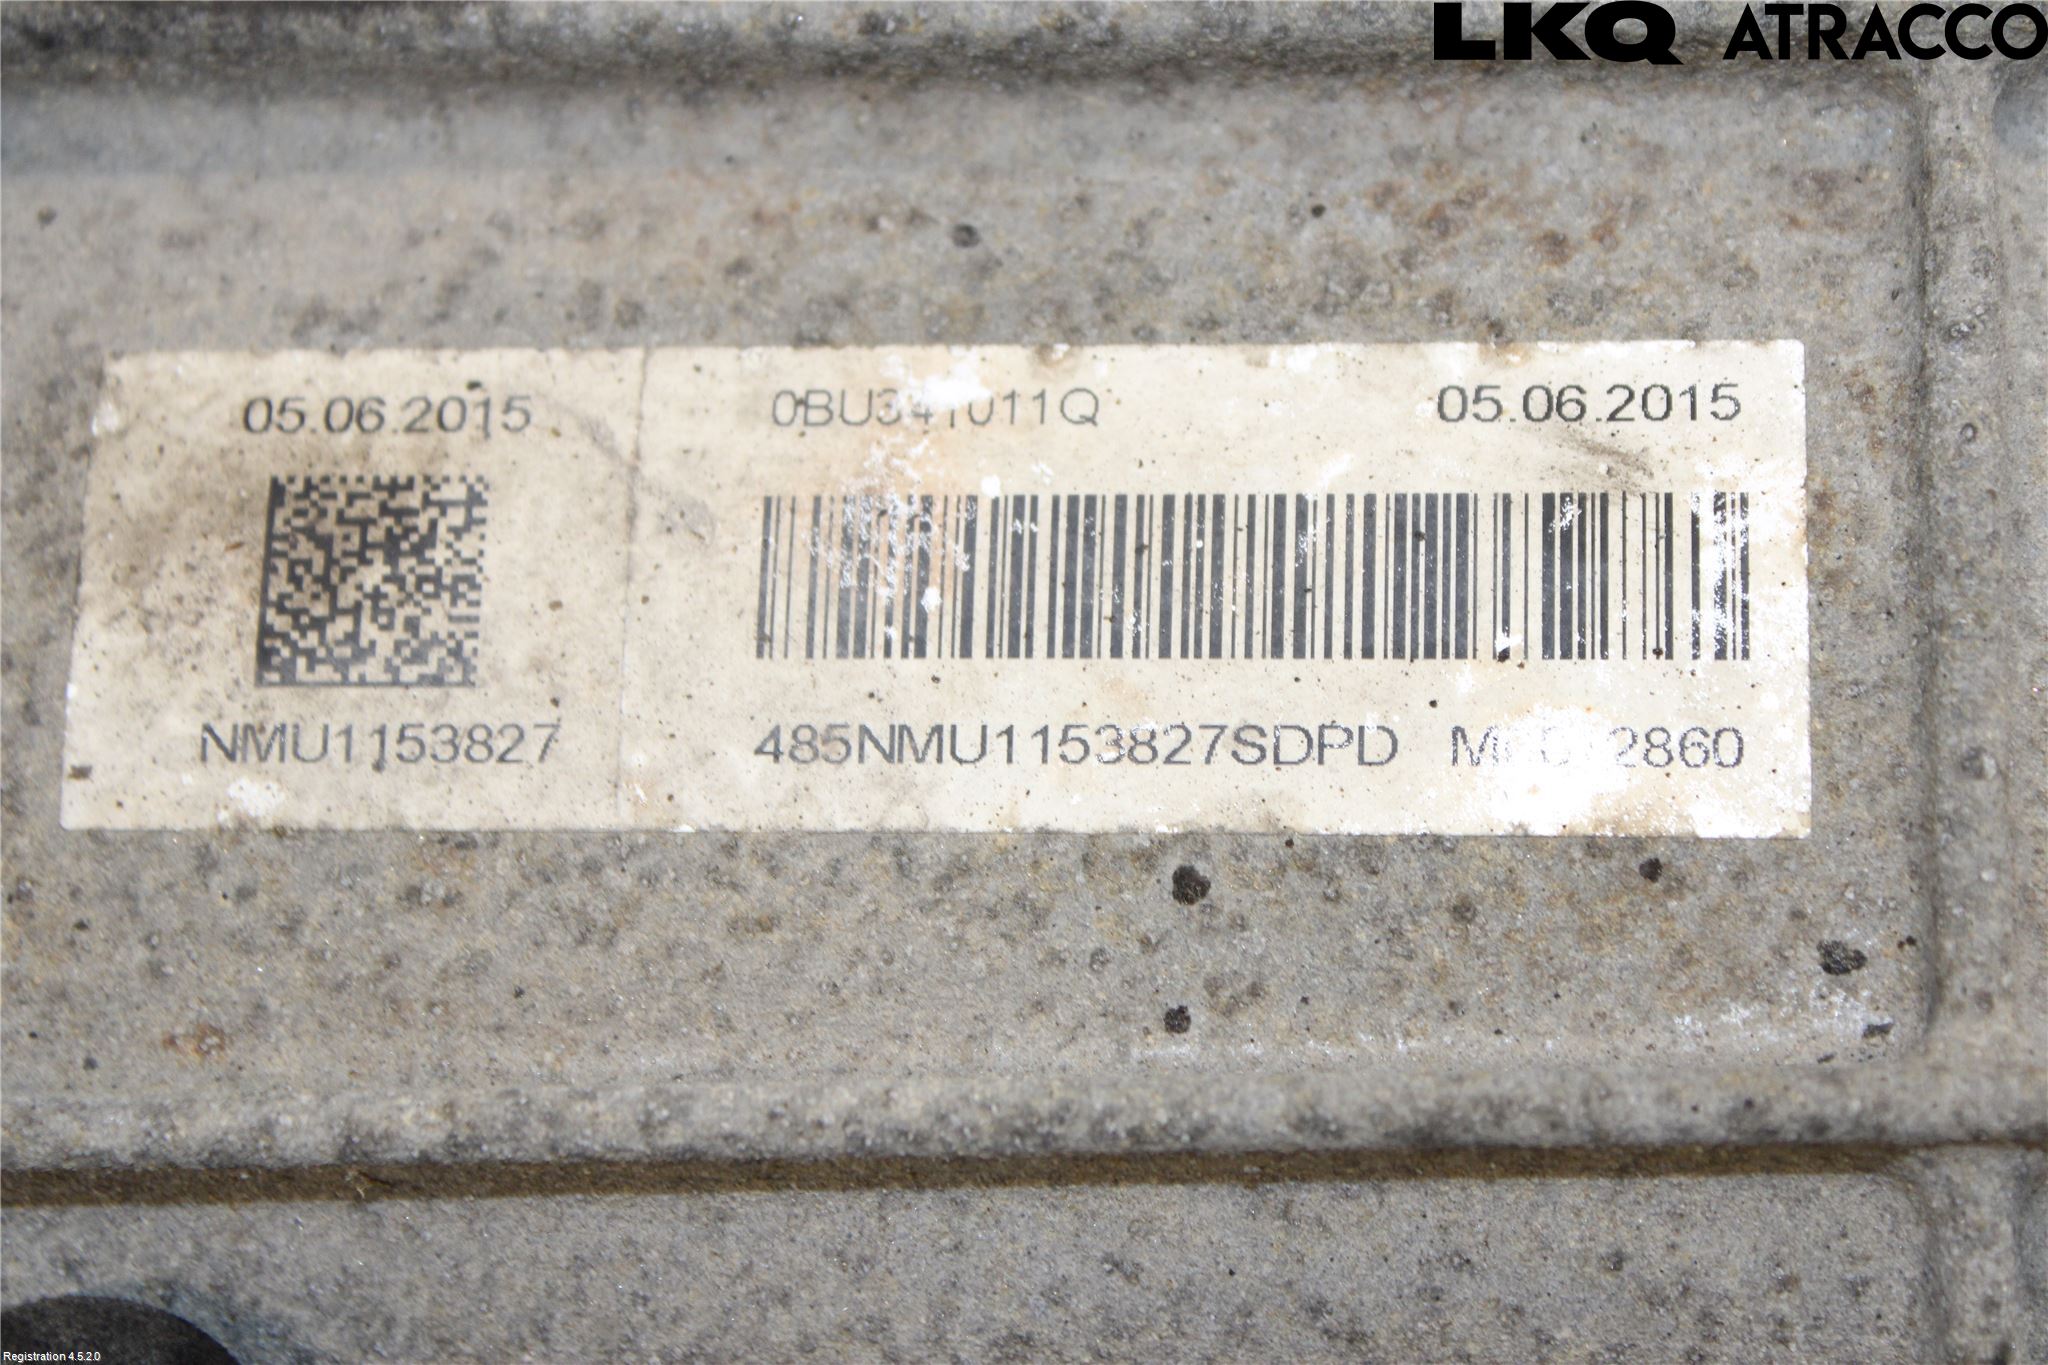 LKQ ATRACCO
05.06.2015
NMU1153827
0BU341011Q 05.06.2015
485NMU1153827SDPD
Registration 4.5.2.0